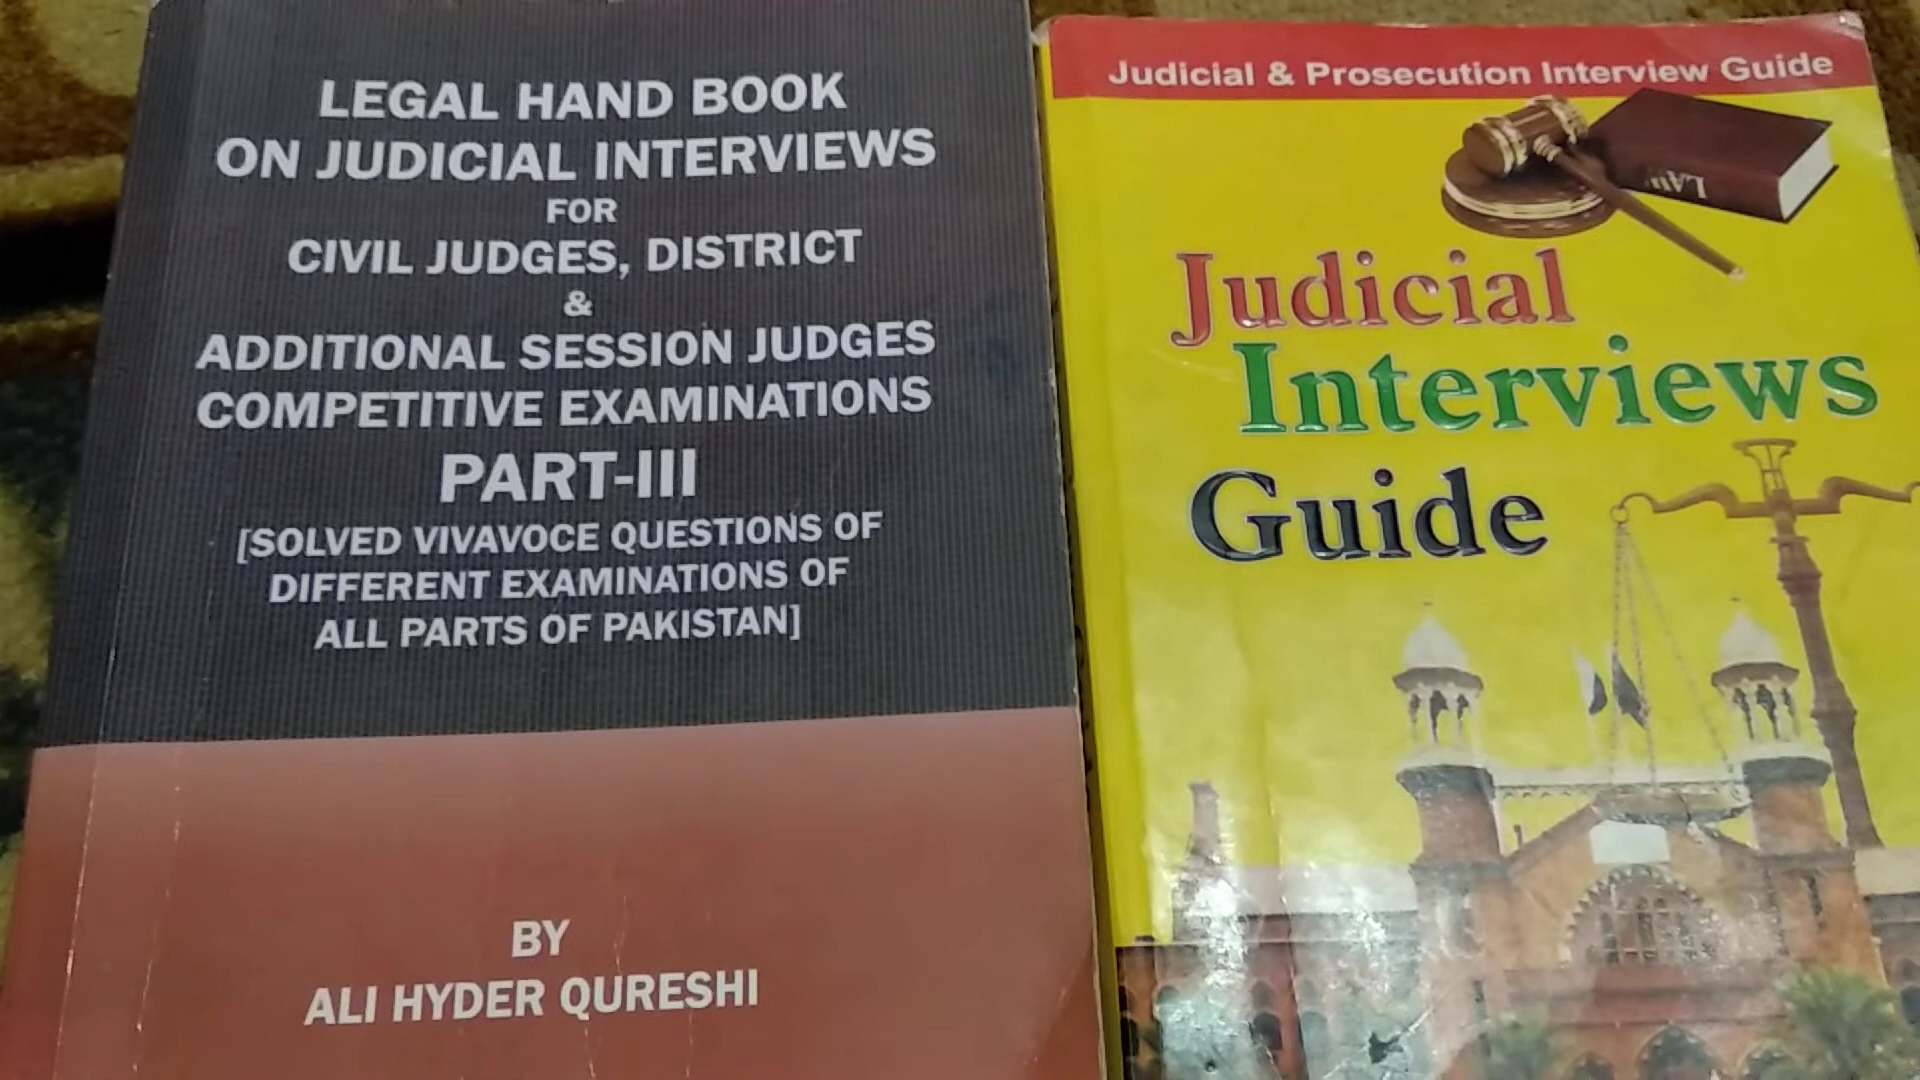 LEGAL HAND BOOK
ON JUDICIAL INTERVIEWS
FOR
CIVIL JUDGES, DISTRICT
&
ADDITIONAL SESSION JUDGES
COMPETITIVE EXAMINATIONS
PART-III
[SOLVED VIVAVOCE QUESTIONS OF
DIFFERENT EXAMINATIONS OF
ALL PARTS OF PAKISTAN]
BY
ALI HYDER QURESHI
Judicial & Prosecution Interview Guide
LAW
Judicial
Interviews
Guide